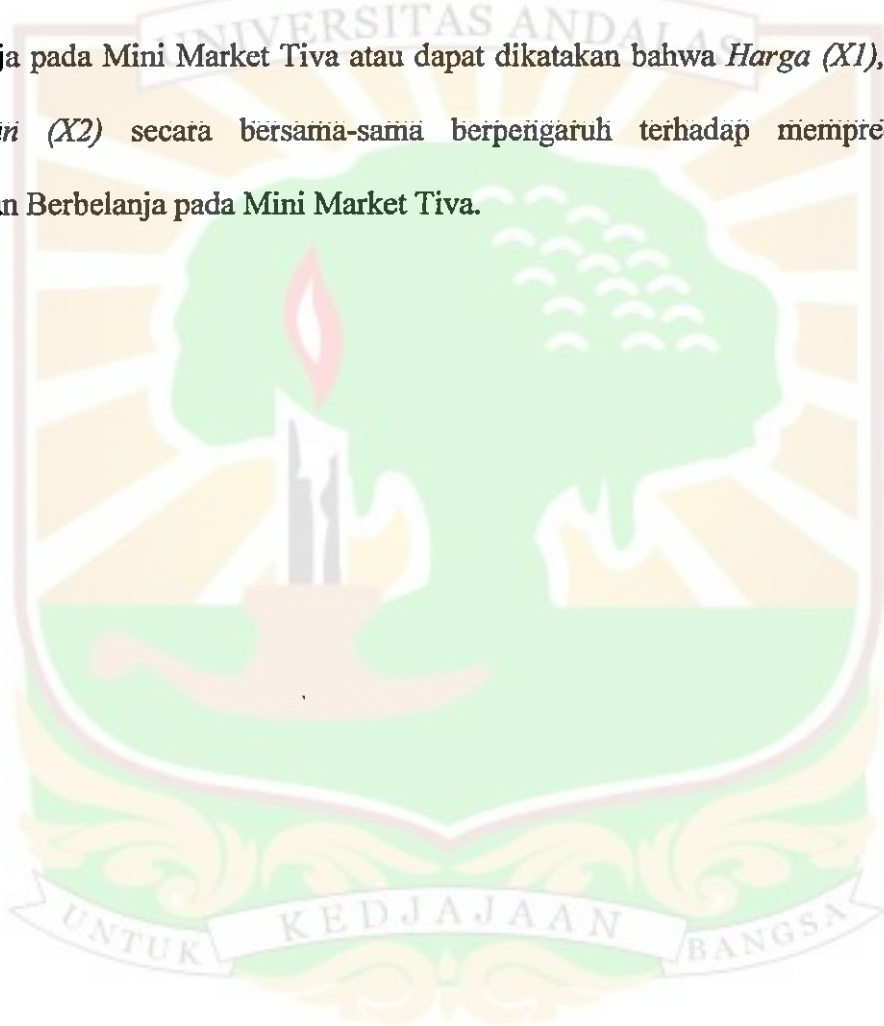 UNIVERSITAS ANDALAS
ja pada Mini Market Tiva atau dapat dikatakan bahwa Harga (X1),
(X2) secara bersama-sama berpengaruh terhadap mempre
n Berbelanja pada Mini Market Tiva.
UNTUK KEDJAJAAN BANGSA